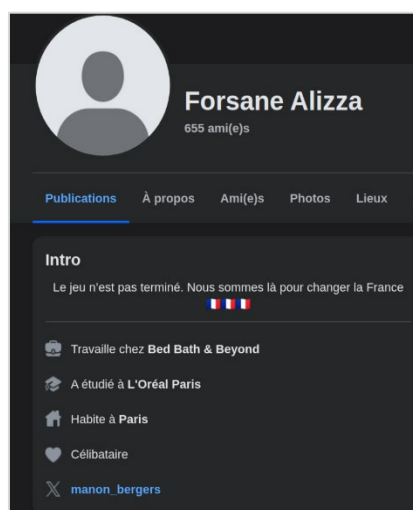 Forsane Alizza
655 ami(e)s
Publications À propos Ami(e)s Photos Lieux
Intro
Le jeu n'est pas terminé. Nous sommes là pour changer la France
🇫🇷🇫🇷🇫🇷
Travaille chez Bed Bath & Beyond
A étudié à L'Oréal Paris
Habite à Paris
Célibataire
manon_bergers